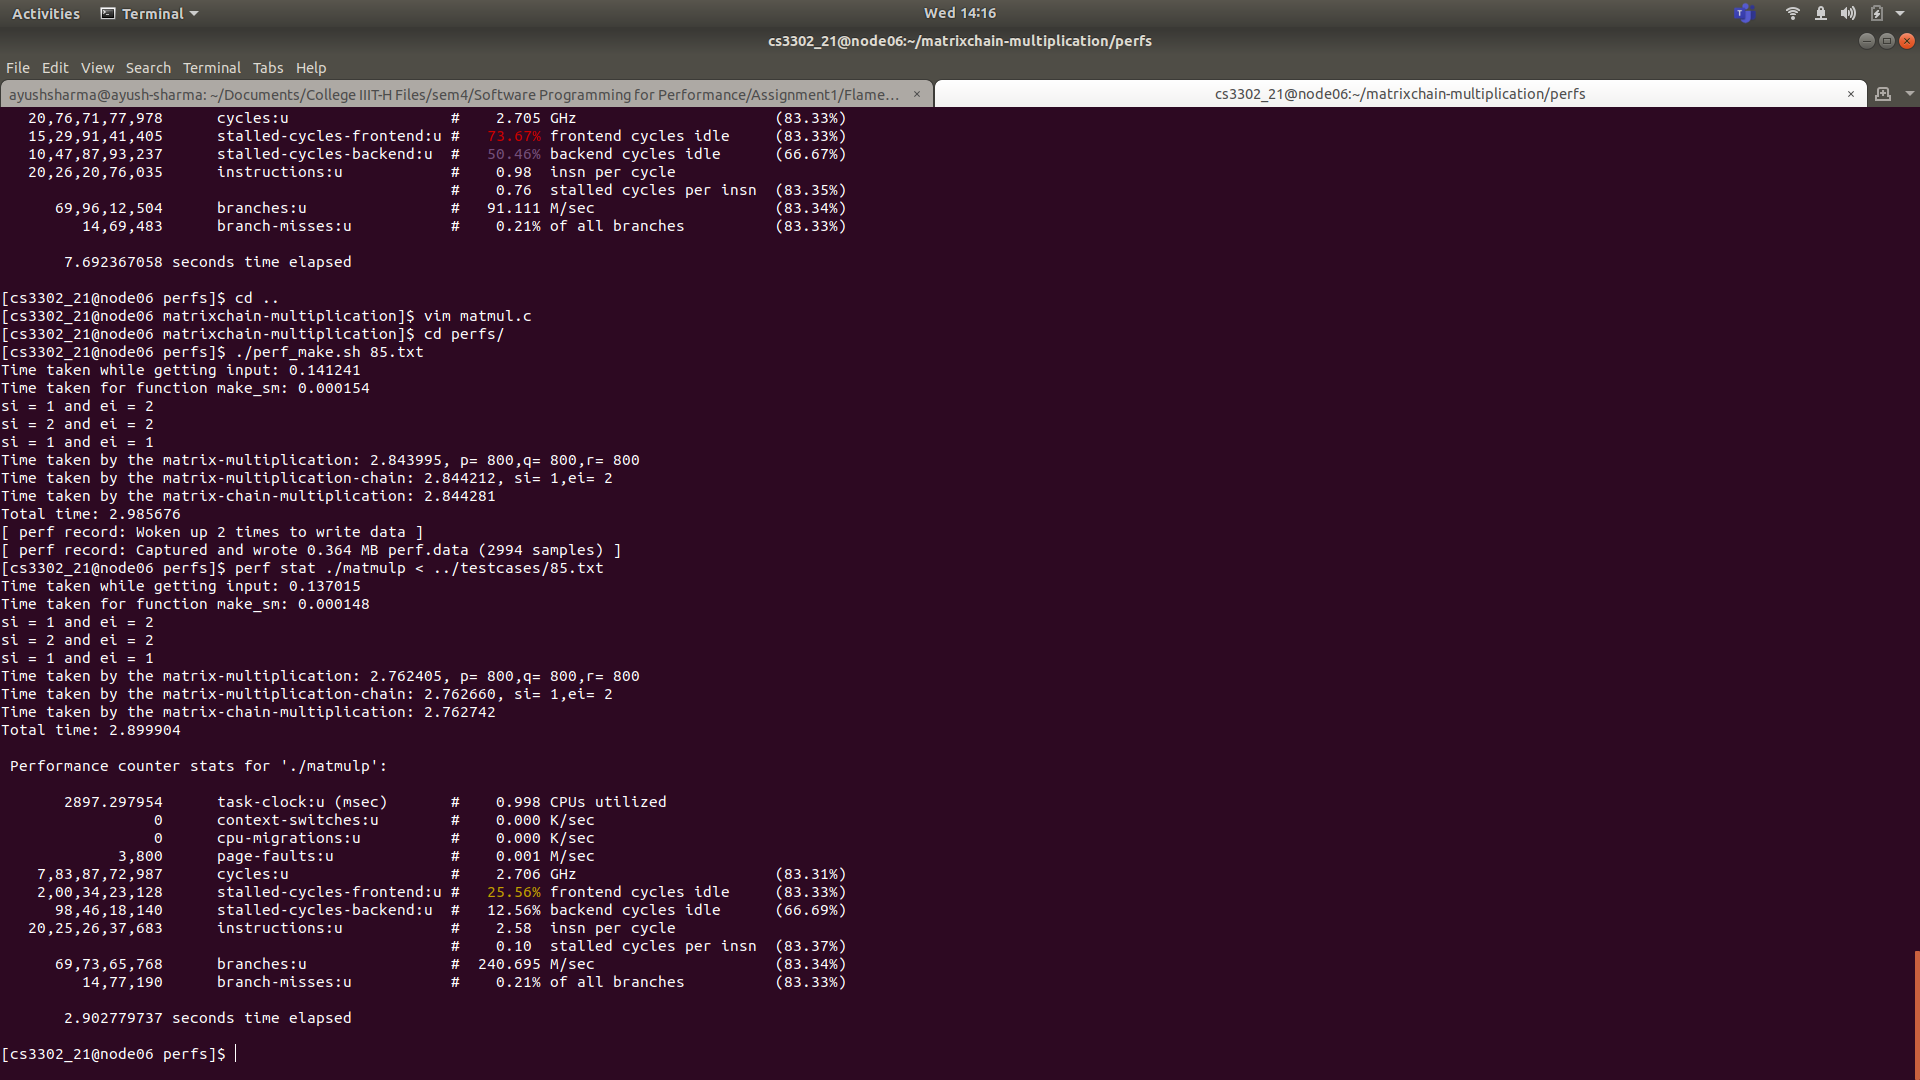 Activities Terminal Wed 14:16
cs3302_21@node06:~/matrixchain-multiplication/perfs
File Edit View Search Terminal Tabs Help
ayushsharma@ayush-sharma: ~/Documents/College IIIT-H Files/sem4/Software Programming for Performance/Assignment1/Flame... × cs3302_21@node06:~/matrixchain-multiplication/perfs ×
20,76,71,77,978 cycles:u # 2.705 GHz (83.33%)
15,29,91,41,405 stalled-cycles-frontend:u # 73.67% frontend cycles idle (83.33%)
10,47,87,93,237 stalled-cycles-backend:u # 50.46% backend cycles idle (66.67%)
20,26,20,76,035 instructions:u # 0.98 insn per cycle
# 0.76 stalled cycles per insn (83.35%)
69,96,12,504 branches:u # 91.111 M/sec (83.34%)
14,69,483 branch-misses:u # 0.21% of all branches (83.33%)
7.692367058 seconds time elapsed
[cs3302_21@node06 perfs]$ cd ..
[cs3302_21@node06 matrixchain-multiplication]$ vim matmul.c
[cs3302_21@node06 matrixchain-multiplication]$ cd perfs/
[cs3302_21@node06 perfs]$ ./perf_make.sh 85.txt
Time taken while getting input: 0.141241
Time taken for function make_sm: 0.000154
si = 1 and ei = 2
si = 2 and ei = 2
si = 1 and ei = 1
Time taken by the matrix-multiplication: 2.843995, p= 800,q= 800,r= 800
Time taken by the matrix-multiplication-chain: 2.844212, si= 1,ei= 2
Time taken by the matrix-chain-multiplication: 2.844281
Total time: 2.985676
[ perf record: Woken up 2 times to write data ]
[ perf record: Captured and wrote 0.364 MB perf.data (2994 samples) ]
[cs3302_21@node06 perfs]$ perf stat ./matmulp < ../testcases/85.txt
Time taken while getting input: 0.137015
Time taken for function make_sm: 0.000148
si = 1 and ei = 2
si = 2 and ei = 2
si = 1 and ei = 1
Time taken by the matrix-multiplication: 2.762405, p= 800,q= 800,r= 800
Time taken by the matrix-multiplication-chain: 2.762660, si= 1,ei= 2
Time taken by the matrix-chain-multiplication: 2.762742
Total time: 2.899904
Performance counter stats for './matmulp':
2897.297954 task-clock:u (msec) # 0.998 CPUs utilized
0 context-switches:u # 0.000 K/sec
0 cpu-migrations:u # 0.000 K/sec
3,800 page-faults:u # 0.001 M/sec
7,83,87,72,987 cycles:u # 2.706 GHz (83.31%)
2,00,34,23,128 stalled-cycles-frontend:u # 25.56% frontend cycles idle (83.33%)
98,46,18,140 stalled-cycles-backend:u # 12.56% backend cycles idle (66.69%)
20,25,26,37,683 instructions:u # 2.58 insn per cycle
# 0.10 stalled cycles per insn (83.37%)
69,73,65,768 branches:u # 240.695 M/sec (83.34%)
14,77,190 branch-misses:u # 0.21% of all branches (83.33%)
2.902779737 seconds time elapsed
[cs3302_21@node06 perfs]$